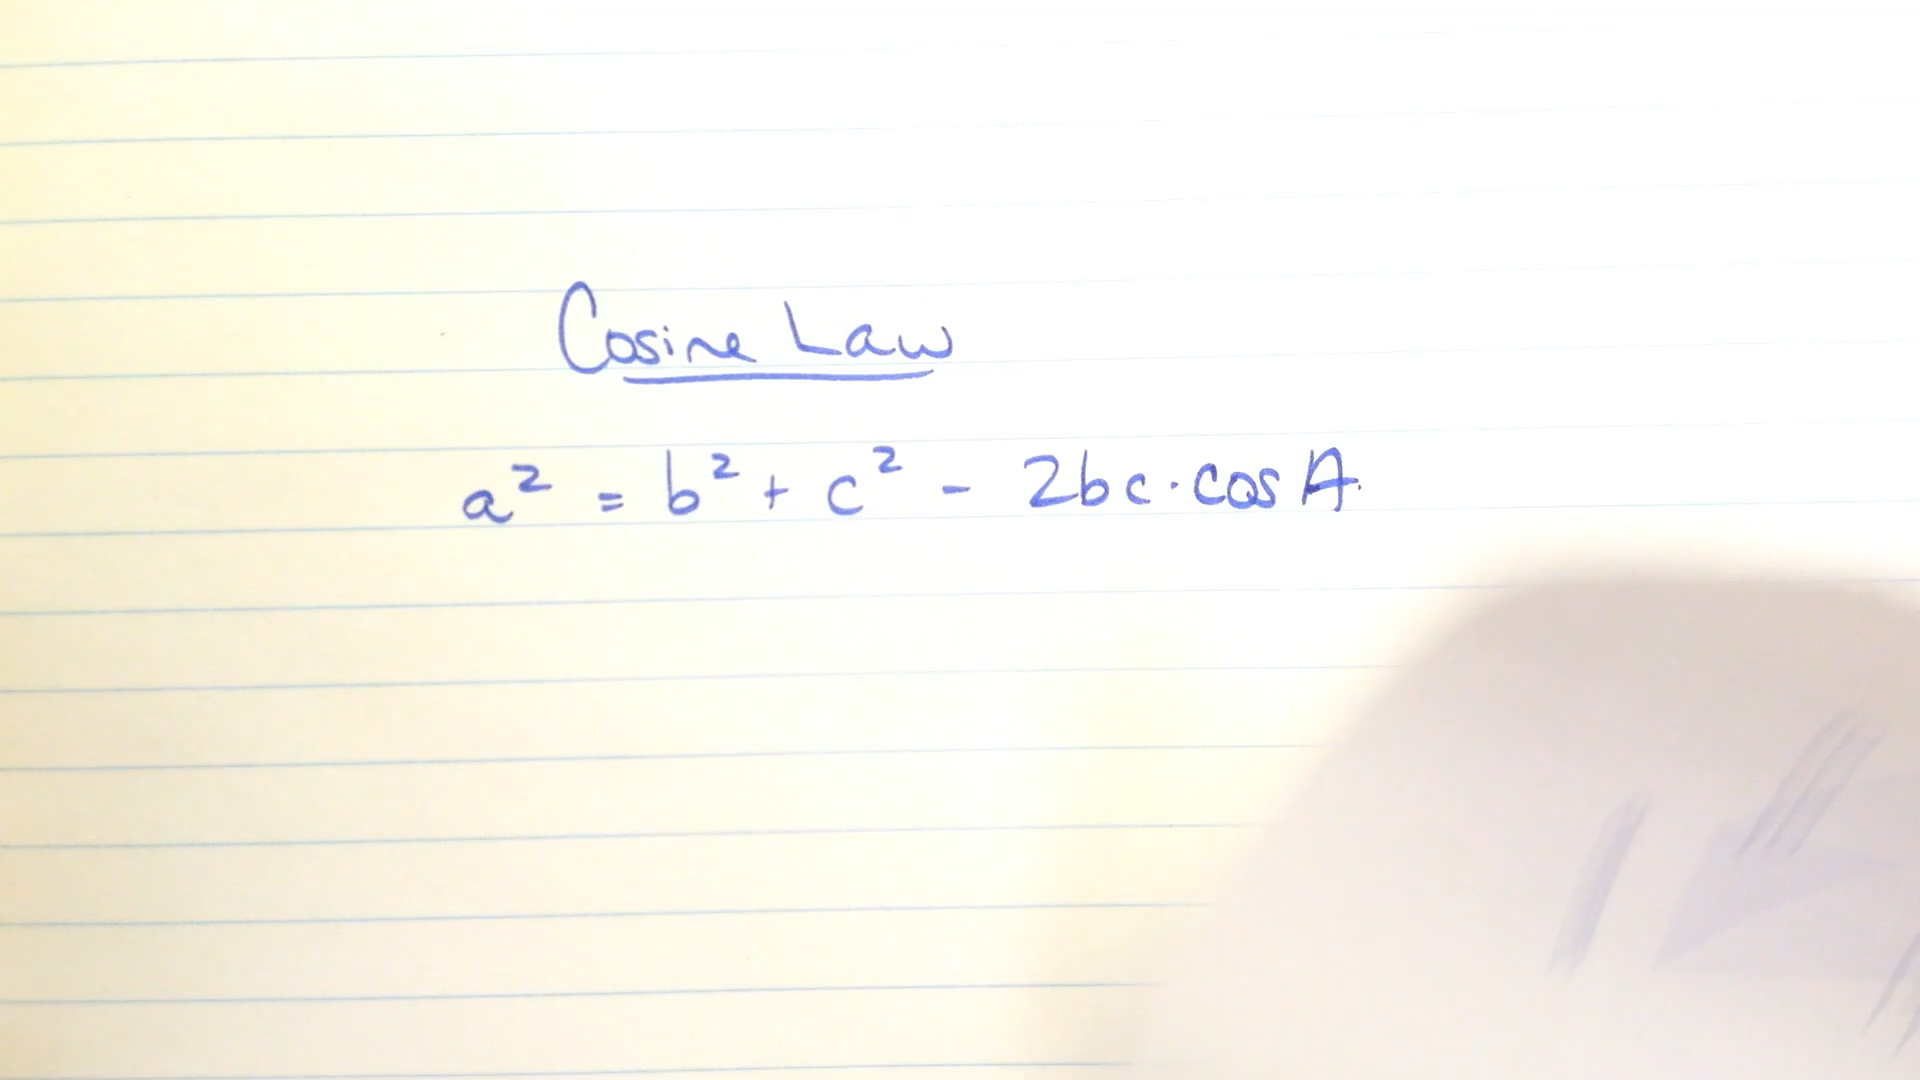 Cosine Law
a² = b² + c² - 2bc·cos A.